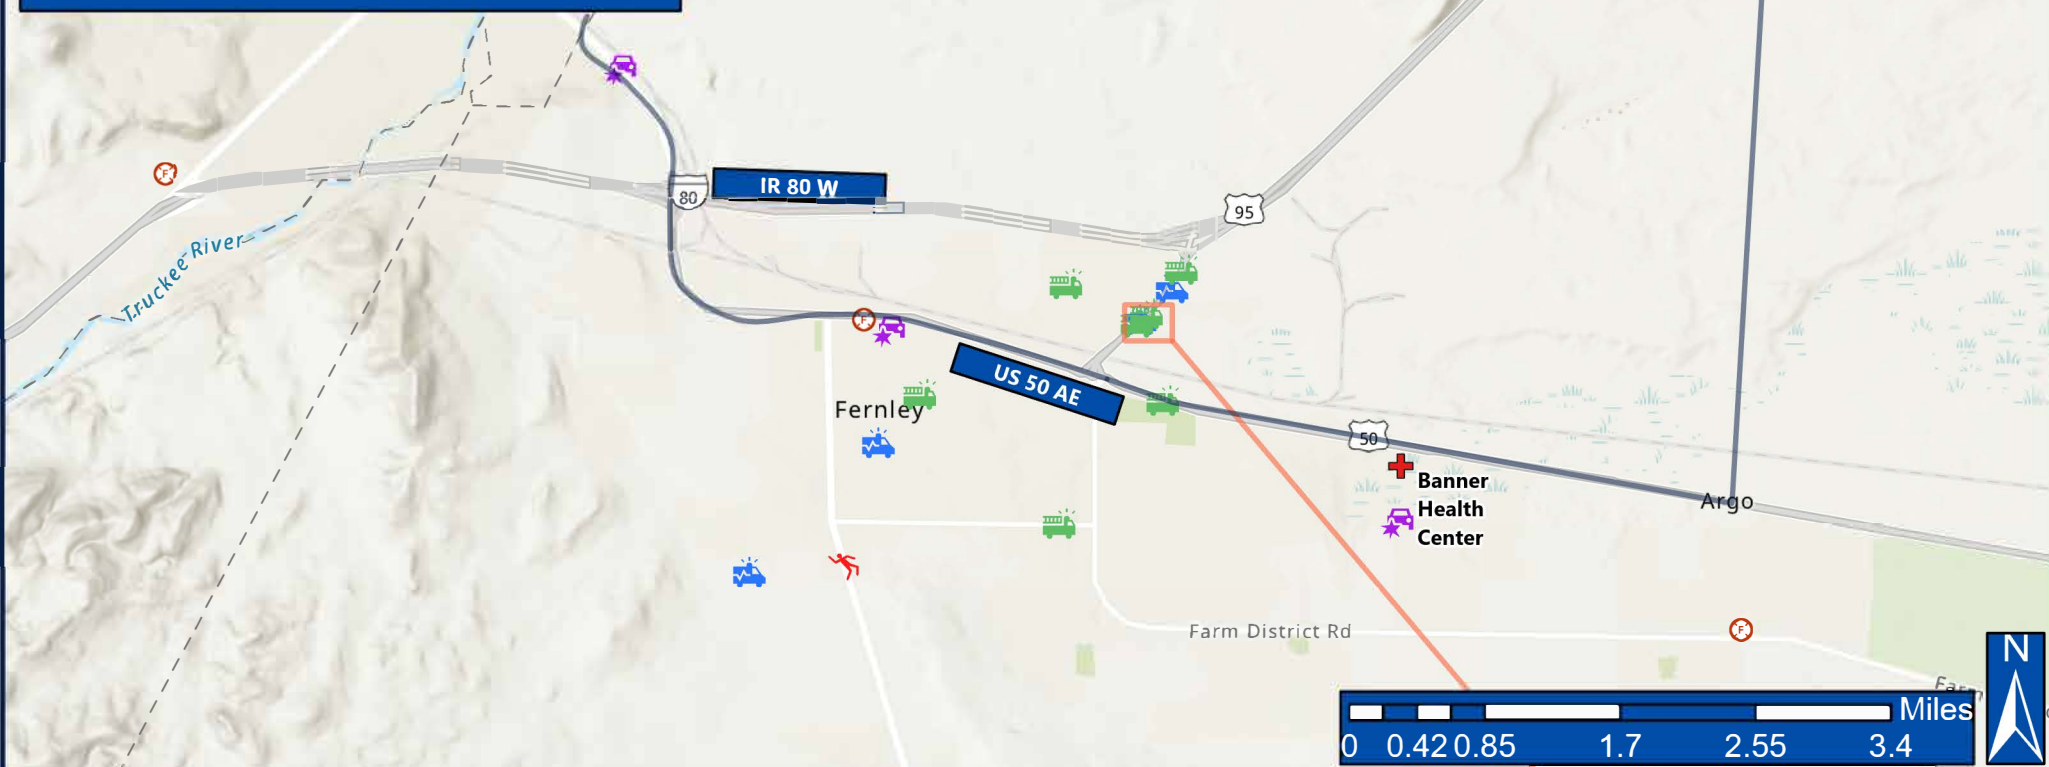 F
80
IR 80 W
95
Truckee River
F
US 50 AE
Fernley
50
Banner
Health
Center
Argo
Farm District Rd
F
Farm
N
Miles
0 0.42 0.85 1.7 2.55 3.4